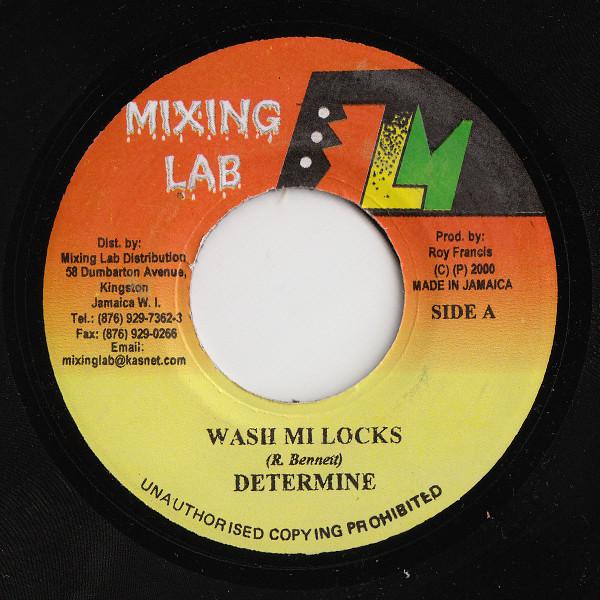 MIXING
LAB
LM
Dist. by:
Mixing Lab Distribution
58 Dumbarton Avenue,
Kingston
Jamaica W. I.
Tel.: (876) 929-7362-3
Fax: (876) 929-0266
Email:
mixinglab@kasnet.com
Prod. by:
Roy Francis
(C) (P) 2000
MADE IN JAMAICA
SIDE A
WASH MI LOCKS
(R. Bennett)
DETERMINE
UNAUTHORISED COPYING PROHIBITED